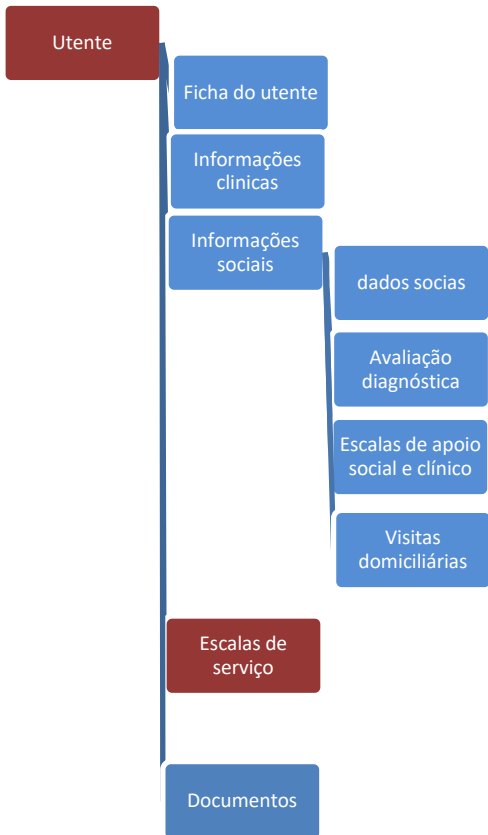 Utente
Ficha do utente
Informações
clinicas
Informações
sociais
dados socias
Avaliação
diagnóstica
Escalas de apoio
social e clínico
Visitas
domiciliárias
Escalas de
serviço
Documentos